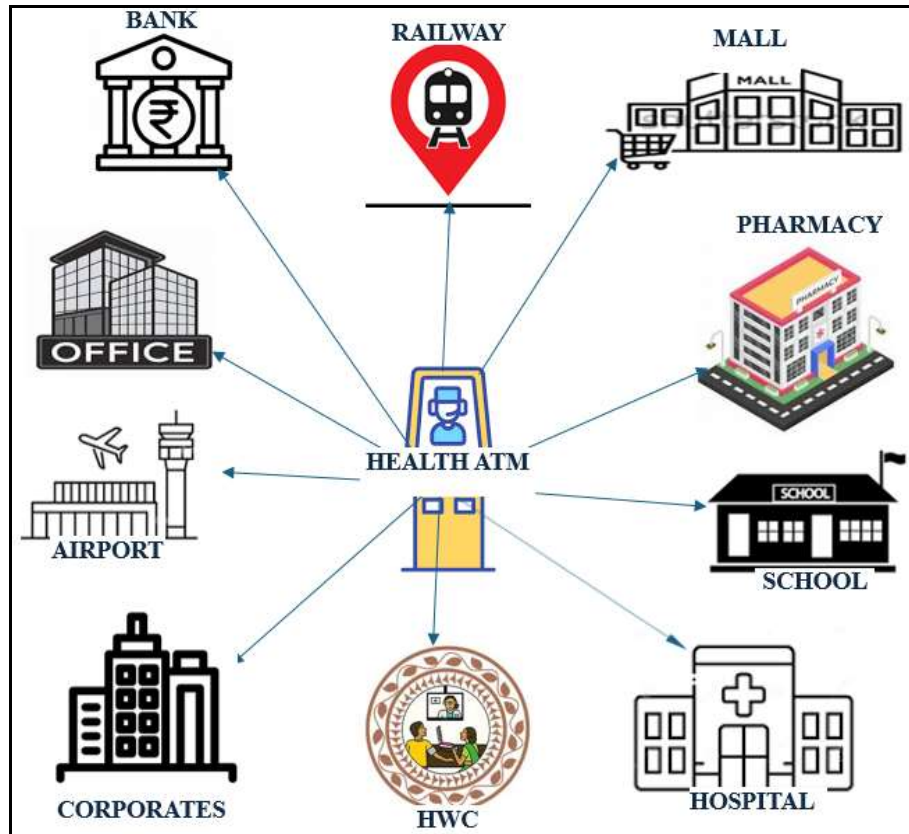 BANK
RAILWAY
MALL
MALL
₹
PHARMACY
PHARMACY
OFFICE
HEALTH ATM
SCHOOL
AIRPORT
SCHOOL
CORPORATES
HWC
HOSPITAL